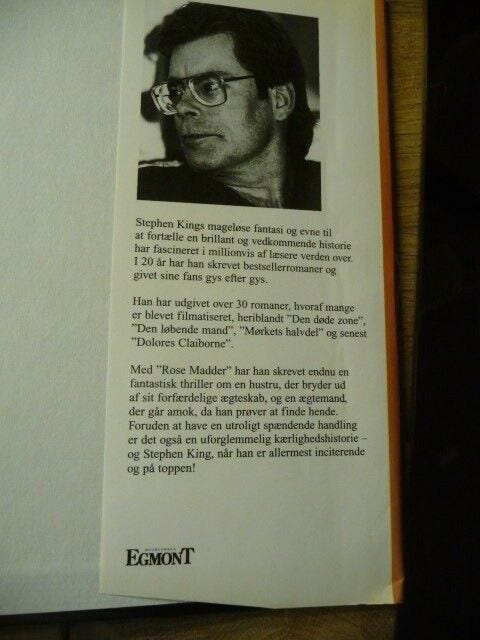 Stephen Kings mageløse fantasi og evne til
at fortælle en brillant og vedkommende historie
har fascineret i millionvis af læsere verden over.
I 20 år har han skrevet bestsellerromaner og
givet sine fans gys efter gys.
Han har udgivet over 30 romaner, hvoraf mange
er blevet filmatiseret, heriblandt ”Den døde zone”,
”Den løbende mand”, ”Mørkets halvdel” og senest
”Dolores Claiborne”.
Med ”Rose Madder” har han skrevet endnu en
fantastisk thriller om en hustru, der bryder ud
af sit forfærdelige ægteskab, og en ægtemand,
der går amok, da han prøver at finde hende.
Foruden at have en utroligt spændende handling
er det også en uforglemmelig kærlighedshistorie –
og Stephen King, når han er allermest inciterende
og på toppen!
EGMONT